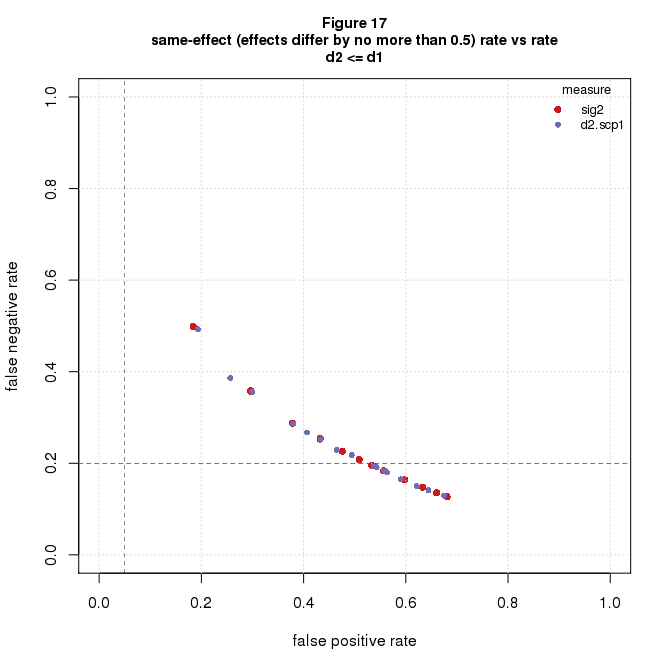 Figure 17
same-effect (effects differ by no more than 0.5) rate vs rate
d2 <= d1
measure
sig2
d2.scp1
1.0
0.8
0.6
0.4
0.2
0.0
false negative rate
0.0 0.2 0.4 0.6 0.8 1.0
false positive rate